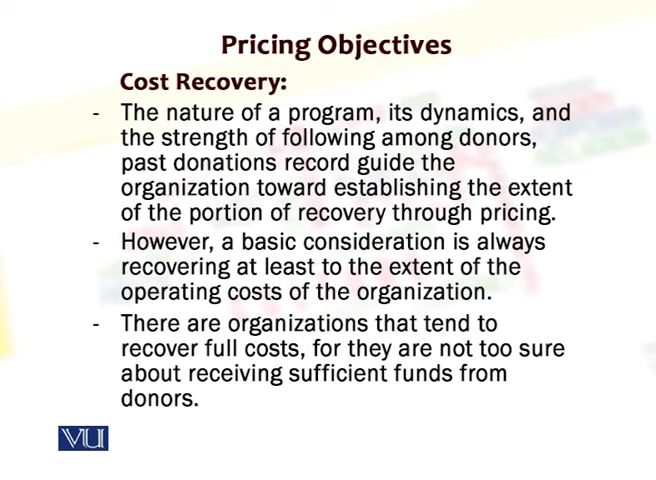 Pricing Objectives
Cost Recovery:
- The nature of a program, its dynamics, and
the strength of following among donors,
past donations record guide the
organization toward establishing the extent
of the portion of recovery through pricing.
- However, a basic consideration is always
recovering at least to the extent of the
operating costs of the organization.
- There are organizations that tend to
recover full costs, for they are not too sure
about receiving sufficient funds from
donors.
VU